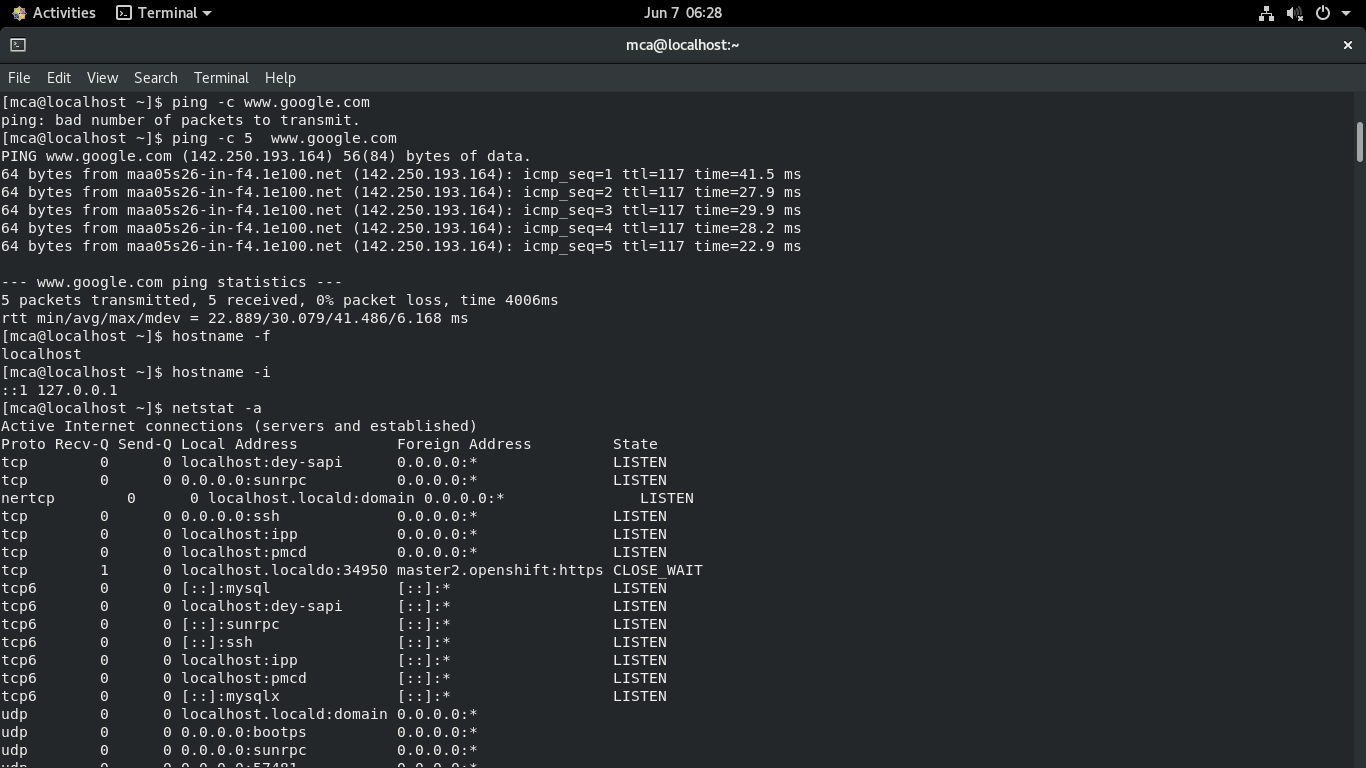 Activities Terminal Jun 7 06:28
mca@localhost:~
File Edit View Search Terminal Help
[mca@localhost ~]$ ping -c www.google.com
ping: bad number of packets to transmit.
[mca@localhost ~]$ ping -c 5  www.google.com
PING www.google.com (142.250.193.164) 56(84) bytes of data.
64 bytes from maa05s26-in-f4.1e100.net (142.250.193.164): icmp_seq=1 ttl=117 time=41.5 ms
64 bytes from maa05s26-in-f4.1e100.net (142.250.193.164): icmp_seq=2 ttl=117 time=27.9 ms
64 bytes from maa05s26-in-f4.1e100.net (142.250.193.164): icmp_seq=3 ttl=117 time=29.9 ms
64 bytes from maa05s26-in-f4.1e100.net (142.250.193.164): icmp_seq=4 ttl=117 time=28.2 ms
64 bytes from maa05s26-in-f4.1e100.net (142.250.193.164): icmp_seq=5 ttl=117 time=22.9 ms
--- www.google.com ping statistics ---
5 packets transmitted, 5 received, 0% packet loss, time 4006ms
rtt min/avg/max/mdev = 22.889/30.079/41.486/6.168 ms
[mca@localhost ~]$ hostname -f
localhost
[mca@localhost ~]$ hostname -i
::1 127.0.0.1
[mca@localhost ~]$ netstat -a
Active Internet connections (servers and established)
Proto Recv-Q Send-Q Local Address           Foreign Address         State
tcp        0      0 localhost:dey-sapi      0.0.0.0:*               LISTEN
tcp        0      0 0.0.0.0:sunrpc          0.0.0.0:*               LISTEN
nertcp        0      0 localhost.locald:domain 0.0.0.0:*               LISTEN
tcp        0      0 0.0.0.0:ssh             0.0.0.0:*               LISTEN
tcp        0      0 localhost:ipp           0.0.0.0:*               LISTEN
tcp        0      0 localhost:pmcd          0.0.0.0:*               LISTEN
tcp        1      0 localhost.localdo:34950 master2.openshift:https CLOSE_WAIT
tcp6       0      0 [::]:mysql              [::]:*                  LISTEN
tcp6       0      0 localhost:dey-sapi      [::]:*                  LISTEN
tcp6       0      0 [::]:sunrpc             [::]:*                  LISTEN
tcp6       0      0 [::]:ssh                [::]:*                  LISTEN
tcp6       0      0 localhost:ipp           [::]:*                  LISTEN
tcp6       0      0 localhost:pmcd          [::]:*                  LISTEN
tcp6       0      0 [::]:mysqlx             [::]:*                  LISTEN
udp        0      0 localhost.locald:domain 0.0.0.0:*
udp        0      0 0.0.0.0:bootps          0.0.0.0:*
udp        0      0 0.0.0.0:sunrpc          0.0.0.0:*